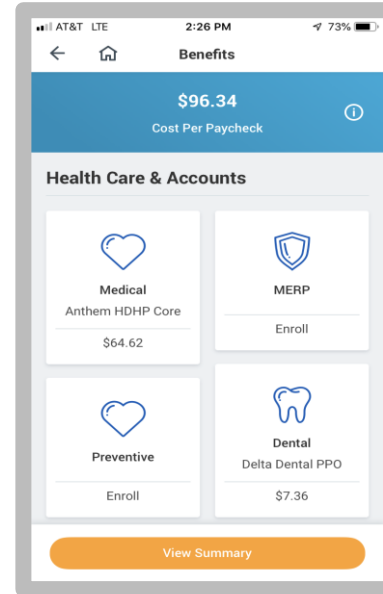 AT&T LTE 2:26 PM 73%
Benefits
$96.34
Cost Per Paycheck
Health Care & Accounts
Medical
Anthem HDHP Core
$64.62
MERP
Enroll
Preventive
Enroll
Dental
Delta Dental PPO
$7.36
View Summary